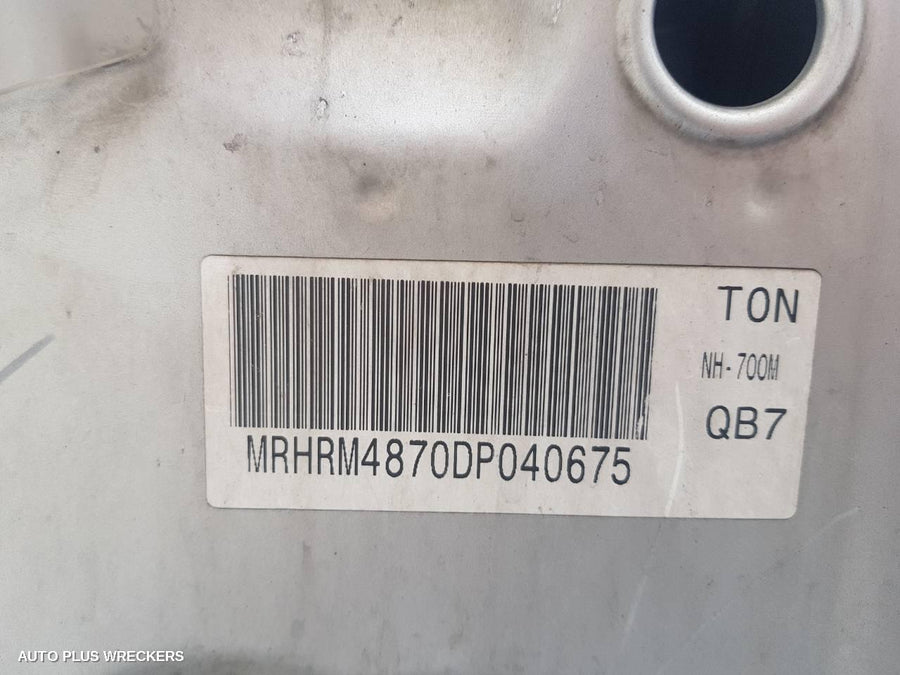 TON
NH-700M
QB7
MRHRM4870DP040675
AUTO PLUS WRECKERS